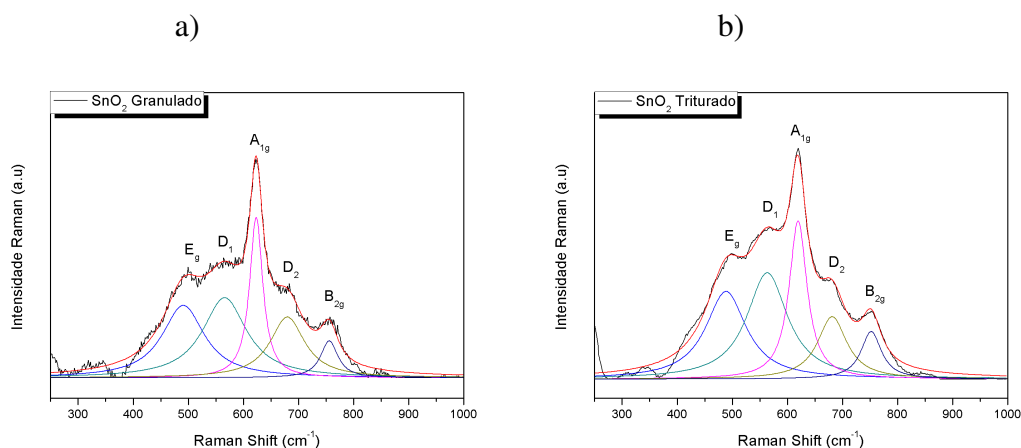 a)
SnO₂ Granulado
A₁g
E_g
D₁
D₂
B₂g
Intensidade Raman (a.u)
300 400 500 600 700 800 900 1000
Raman Shift (cm⁻¹)
b)
SnO₂ Triturado
A₁g
D₁
E_g
D₂
B₂g
Intensidade Raman (a.u)
300 400 500 600 700 800 900 1000
Raman Shift (cm⁻¹)